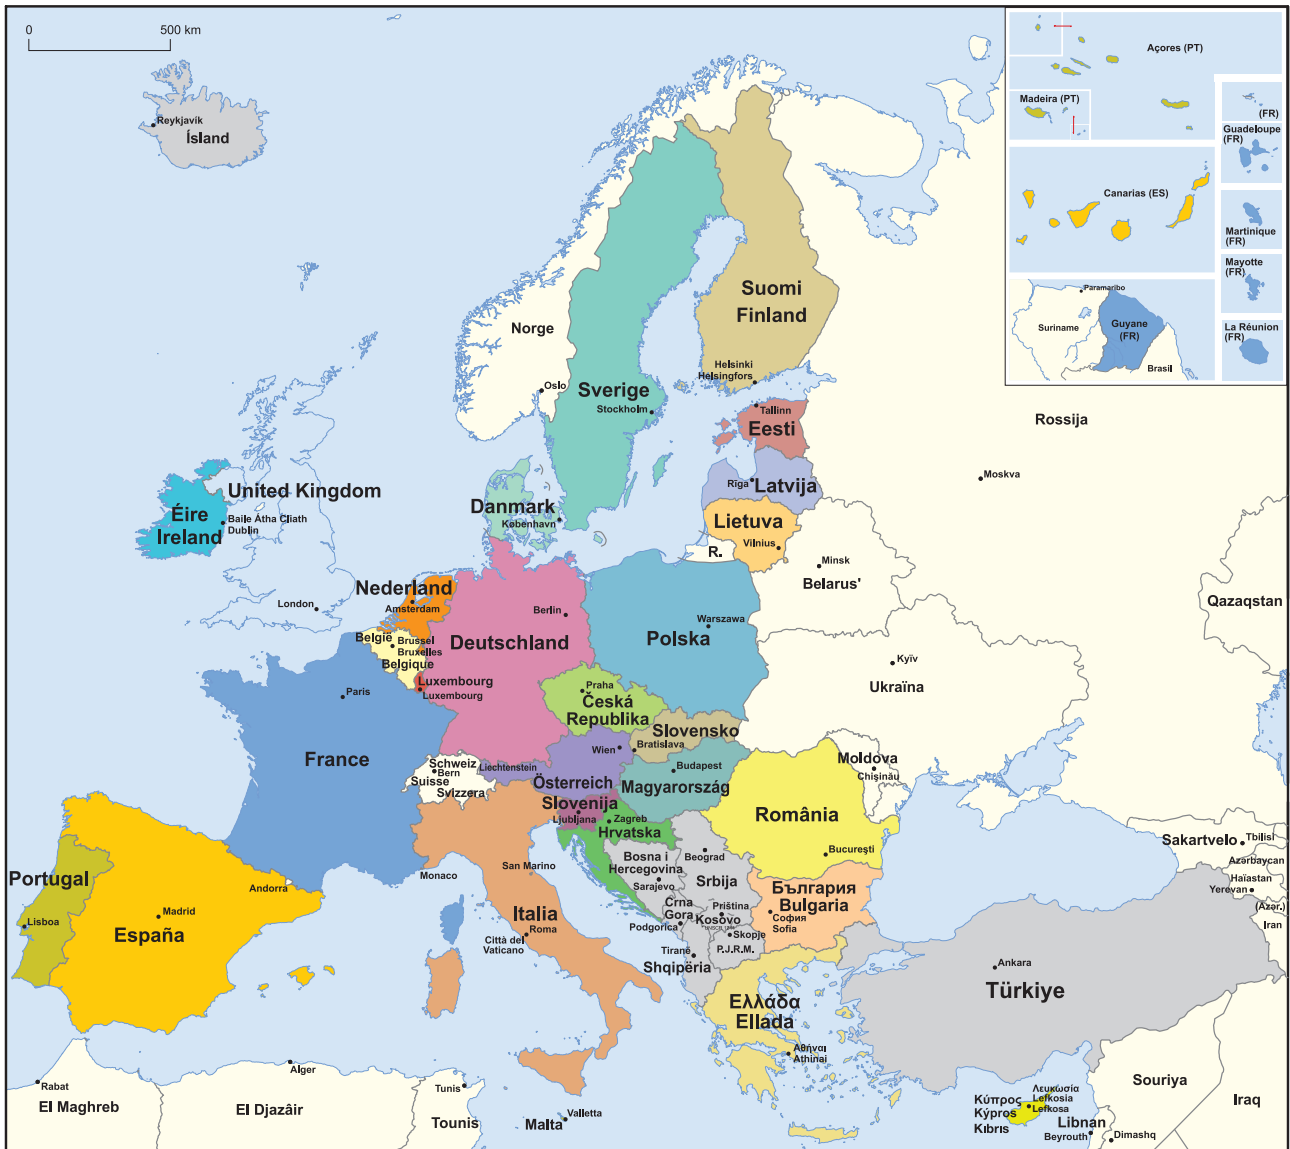 0
500 km
Reykjavík
Ísland
Açores (PT)
Madeira (PT)
(FR)
Guadeloupe
(FR)
Canarias (ES)
Martinique
(FR)
Mayotte
(FR)
Paramaribo
Suriname
Guyane
(FR)
Brasil
La Réunion
(FR)
Suomi
Finland
Helsinki
Helsingfors
Norge
Oslo
Sverige
Stockholm
Tallinn
Eesti
Rossija
Moskva
Rīga
Latvija
Lietuva
Vilnius
R.
Minsk
Belarus'
Danmark
København
United Kingdom
London
Éire
Ireland
Baile Átha Cliath
Dublin
Nederland
Amsterdam
België
Brussel
Bruxelles
Belgique
Luxembourg
Luxembourg
Deutschland
Berlin
Polska
Warszawa
Qazaqstan
Kyïv
Ukraïna
Paris
France
Praha
Česká
Republika
Slovensko
Bratislava
Wien
Österreich
Liechtenstein
Schweiz
Bern
Suisse
Svizzera
Budapest
Magyarország
Moldova
Chişinău
Slovenija
Ljubljana
Zagreb
Hrvatska
România
Bucureşti
Bosna i
Hercegovina
Sarajevo
Beograd
Srbija
Crna
Gora
Podgorica
Priština
Kosovo
Skopje
P.J.R.M.
Tiranë
Shqipëria
България
Bulgaria
София
Sofia
San Marino
Monaco
Italia
Roma
Città del
Vaticano
Andorra
Portugal
Lisboa
Madrid
España
Sakartvelo
Tbilisi
Azərbaycan
Haïastan
Yerevan
(Azər.)
Iran
Ankara
Türkiye
Ελλάδα
Ellada
Αθήναι
Athinai
Rabat
El Maghreb
Alger
El Djazâir
Tunis
Tounis
Malta
Valletta
Κύπρος
Kýpros
Kıbrıs
Λευκωσία
Lefkosia
Lefkosa
Souriya
Iraq
Libnan
Beyrouth
Dimashq